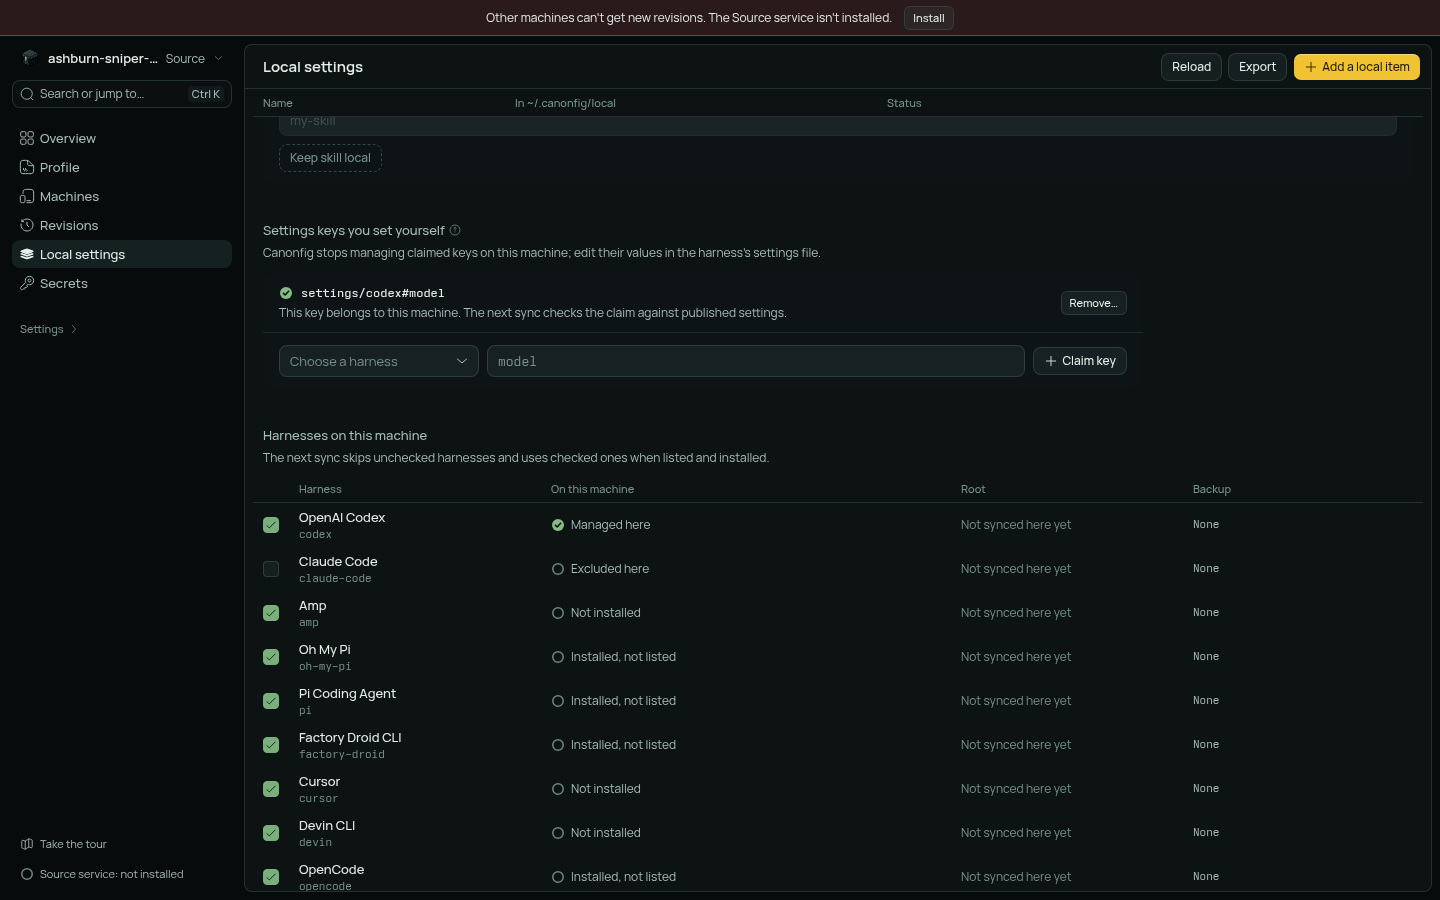 Other machines can't get new revisions. The Source service isn't installed.
Install
ashburn-sniper-...
Source
Search or jump to...
Ctrl K
Overview
Profile
Machines
Revisions
Local settings
Secrets
Settings
Take the tour
Source service: not installed
Local settings
Reload
Export
Add a local item
Name
In ~/.canonfig/local
Status
my-skill
Keep skill local
Settings keys you set yourself
Canonfig stops managing claimed keys on this machine; edit their values in the harness's settings file.
settings/codex#model
This key belongs to this machine. The next sync checks the claim against published settings.
Remove...
Choose a harness
model
Claim key
Harnesses on this machine
The next sync skips unchecked harnesses and uses checked ones when listed and installed.
Harness
On this machine
Root
Backup
OpenAI Codex
codex
Managed here
Not synced here yet
None
Claude Code
claude-code
Excluded here
Not synced here yet
None
Amp
amp
Not installed
Not synced here yet
None
Oh My Pi
oh-my-pi
Installed, not listed
Not synced here yet
None
Pi Coding Agent
pi
Installed, not listed
Not synced here yet
None
Factory Droid CLI
factory-droid
Installed, not listed
Not synced here yet
None
Cursor
cursor
Not installed
Not synced here yet
None
Devin CLI
devin
Not installed
Not synced here yet
None
OpenCode
opencode
Installed, not listed
Not synced here yet
None